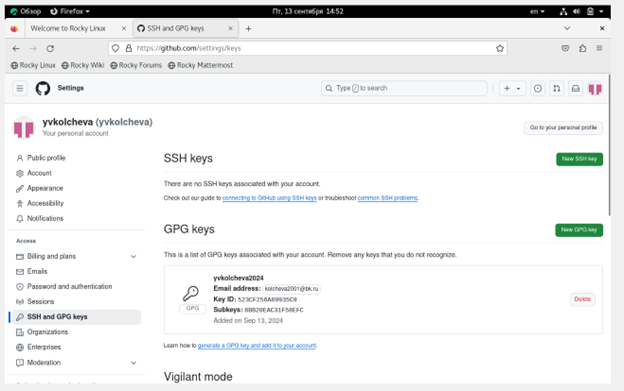 Обзор Firefox Пт, 13 сентября 14:52 en
Welcome to Rocky Linux × SSH and GPG keys × +
https://github.com/settings/keys
Rocky Linux Rocky Wiki Rocky Forums Rocky Mattermost
Settings Type / to search
yvkolcheva (yvkolcheva)
Your personal account
Go to your personal profile
Public profile
Account
Appearance
Accessibility
Notifications
Access
Billing and plans
Emails
Password and authentication
Sessions
SSH and GPG keys
Organizations
Enterprises
Moderation
SSH keys
New SSH key
There are no SSH keys associated with your account.
Check out our guide to connecting to GitHub using SSH keys or troubleshoot common SSH problems.
GPG keys
New GPG key
This is a list of GPG keys associated with your account. Remove any keys that you do not recognize.
GPG
yvkolcheva2024
Email address: kolcheva2001@bk.ru
Key ID: 523CF256A89935C9
Subkeys: 8BB20EAC31F58EFC
Added on Sep 13, 2024
Delete
Learn how to generate a GPG key and add it to your account.
Vigilant mode